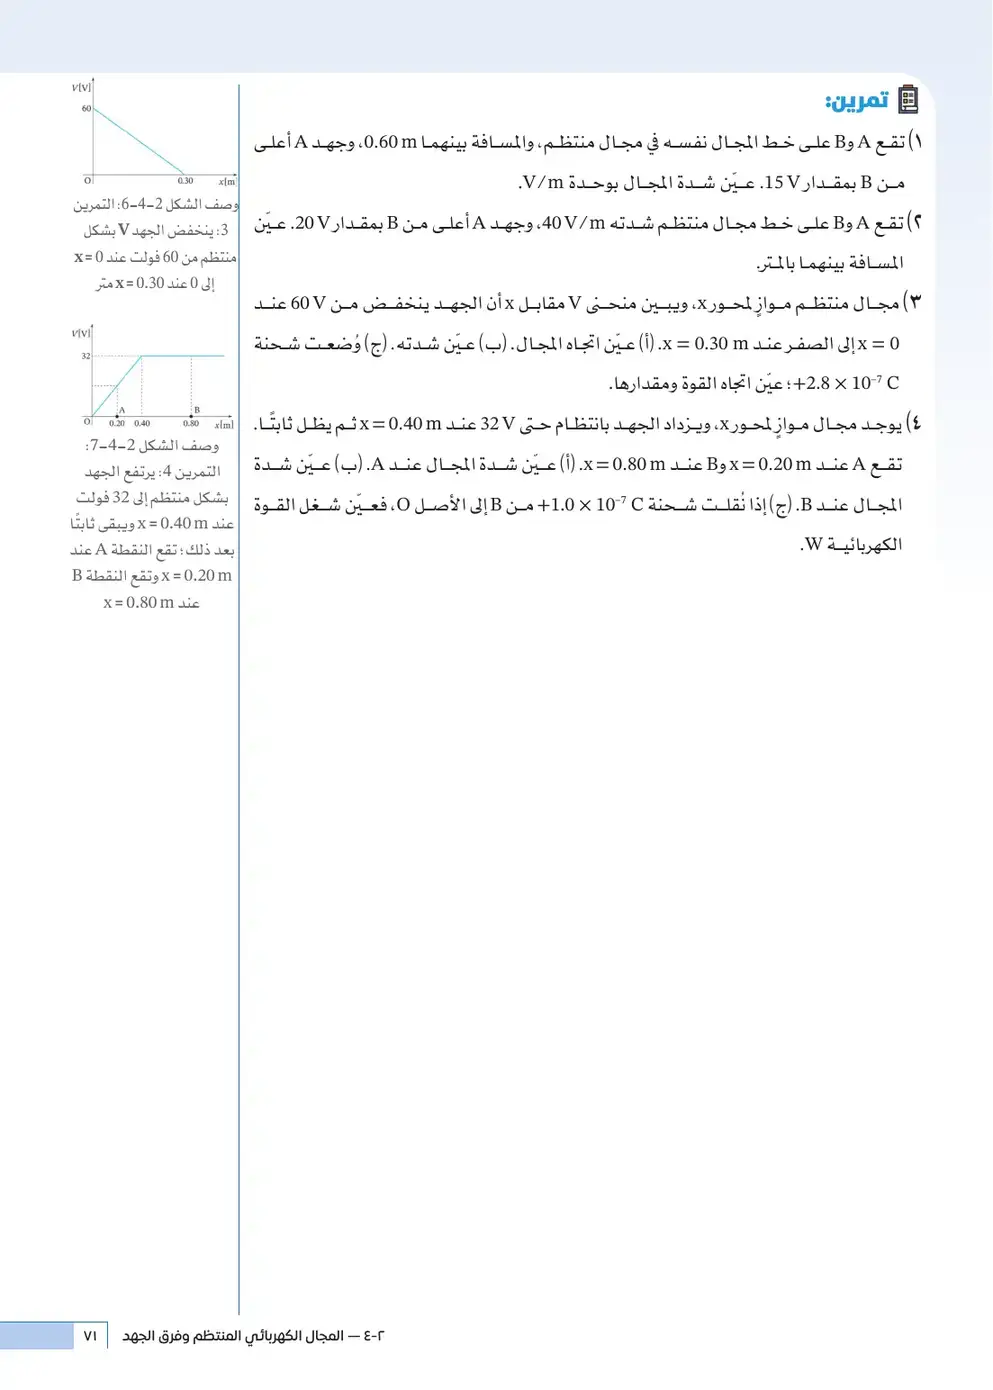 تمرين:
١) تقع A وB على خط المجال نفسه في مجال منتظم، والمسافة بينهما 0.60 m، وجهد A أعلى
من B بمقدار 15 V. عيّن شدة المجال بوحدة V/m.
٢) تقع A وB على خط مجال منتظم شدته 40 V/m، وجهد A أعلى من B بمقدار 20 V. عيّن
المسافة بينهما بالمتر.
٣) مجال منتظم موازٍ لمحور x، ويبين منحنى V مقابل x أن الجهد ينخفض من 60 V عند
x = 0 إلى الصفر عند x = 0.30 m. (أ) عيّن اتجاه المجال. (ب) عيّن شدته. (ج) وُضعت شحنة
+2.8 × 10⁻⁷ C؛ عيّن اتجاه القوة ومقدارها.
٤) يوجد مجال موازٍ لمحور x، ويزداد الجهد بانتظام حتى 32 V عند x = 0.40 m ثم يظل ثابتًا.
تقع A عند x = 0.20 m وB عند x = 0.80 m. (أ) عيّن شدة المجال عند A. (ب) عيّن شدة
المجال عند B. (ج) إذا نُقلت شحنة +1.0 × 10⁻⁷ C من B إلى الأصل O، فعيّن شغل القوة
الكهربائية W.
V[V]
60
O 0.30 x[m]
وصف الشكل 2-4-6: التمرين
3: ينخفض الجهد V بشكل
منتظم من 60 فولت عند x = 0
إلى 0 عند x = 0.30 متر
V[V]
32
A B
O 0.20 0.40 0.80 x[m]
وصف الشكل 2-4-7:
التمرين 4: يرتفع الجهد
بشكل منتظم إلى 32 فولت
عند x = 0.40 m ويبقى ثابتًا
بعد ذلك؛ تقع النقطة A عند
x = 0.20 m وتقع النقطة B
عند x = 0.80 m
٢-٤ — المجال الكهربائي المنتظم وفرق الجهد ٧١